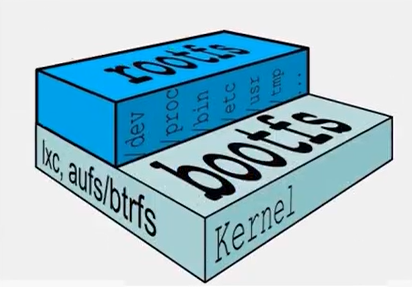 rootfs
/dev
/proc
/bin
/etc
/usr
/tmp
...
bootfs
lxc, aufs/btrfs
Kernel